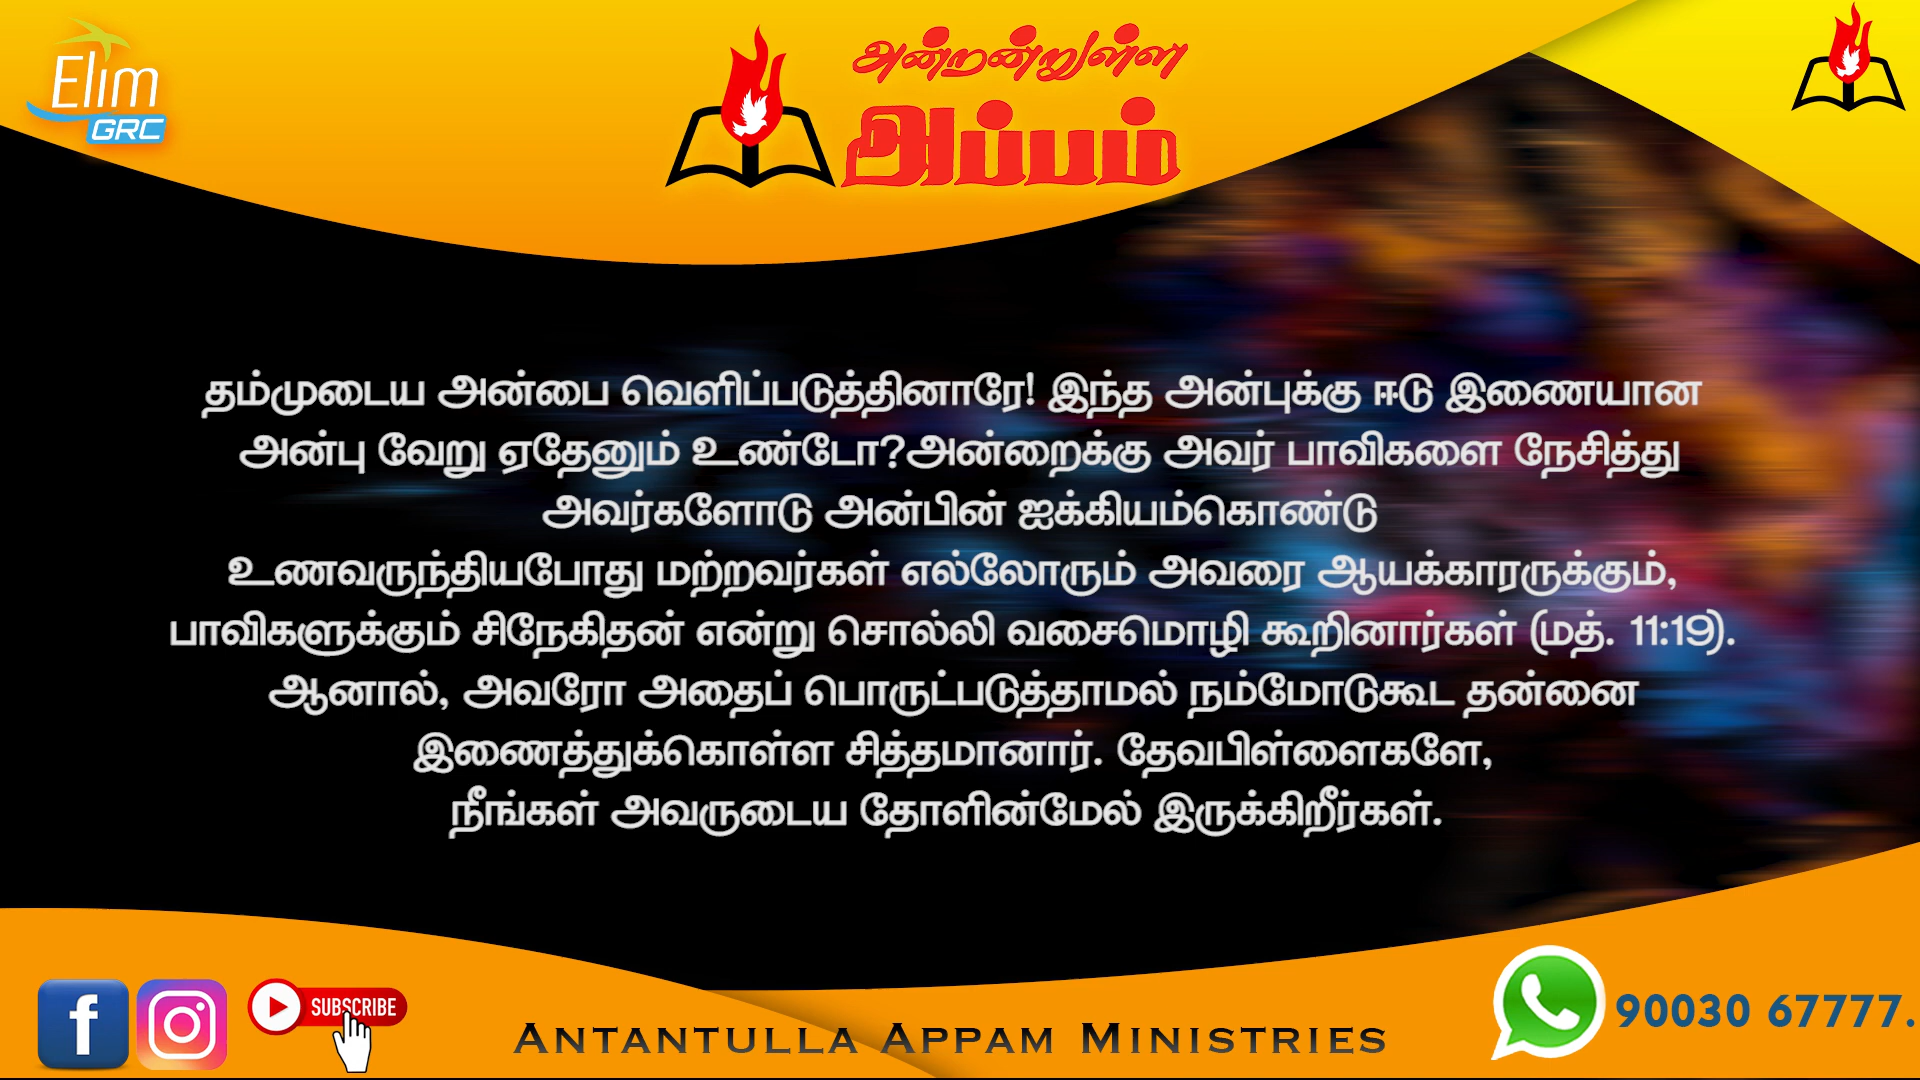 Elim
GRC
அன்றன்றுள்ள
அப்பம்
தம்முடைய அன்பை வெளிப்படுத்தினாரே! இந்த அன்புக்கு ஈடு இணையான
அன்பு வேறு ஏதேனும் உண்டோ?அன்றைக்கு அவர் பாவிகளை நேசித்து
அவர்களோடு அன்பின் ஐக்கியம்கொண்டு
உணவருந்தியபோது மற்றவர்கள் எல்லோரும் அவரை ஆயக்காரருக்கும்,
பாவிகளுக்கும் சிநேகிதன் என்று சொல்லி வசைமொழி கூறினார்கள் (மத். 11:19).
ஆனால், அவரோ அதைப் பொருட்படுத்தாமல் நம்மோடுகூட தன்னை
இணைத்துக்கொள்ள சித்தமானார். தேவபிள்ளைகளே,
நீங்கள் அவருடைய தோளின்மேல் இருக்கிறீர்கள்.
SUBSCRIBE
ANTANTULLA APPAM MINISTRIES
90030 67777.